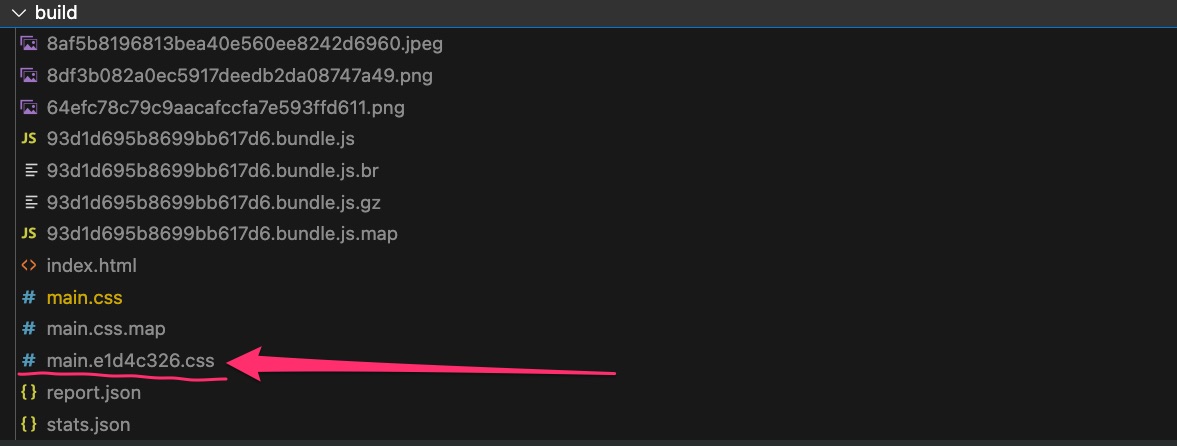 build
8af5b8196813bea40e560ee8242d6960.jpeg
8df3b082a0ec5917deedb2da08747a49.png
64efc78c79c9aacafccfa7e593ffd611.png
JS 93d1d695b8699bb617d6.bundle.js
93d1d695b8699bb617d6.bundle.js.br
93d1d695b8699bb617d6.bundle.js.gz
JS 93d1d695b8699bb617d6.bundle.js.map
<> index.html
# main.css
# main.css.map
# main.e1d4c326.css
{} report.json
{} stats.json